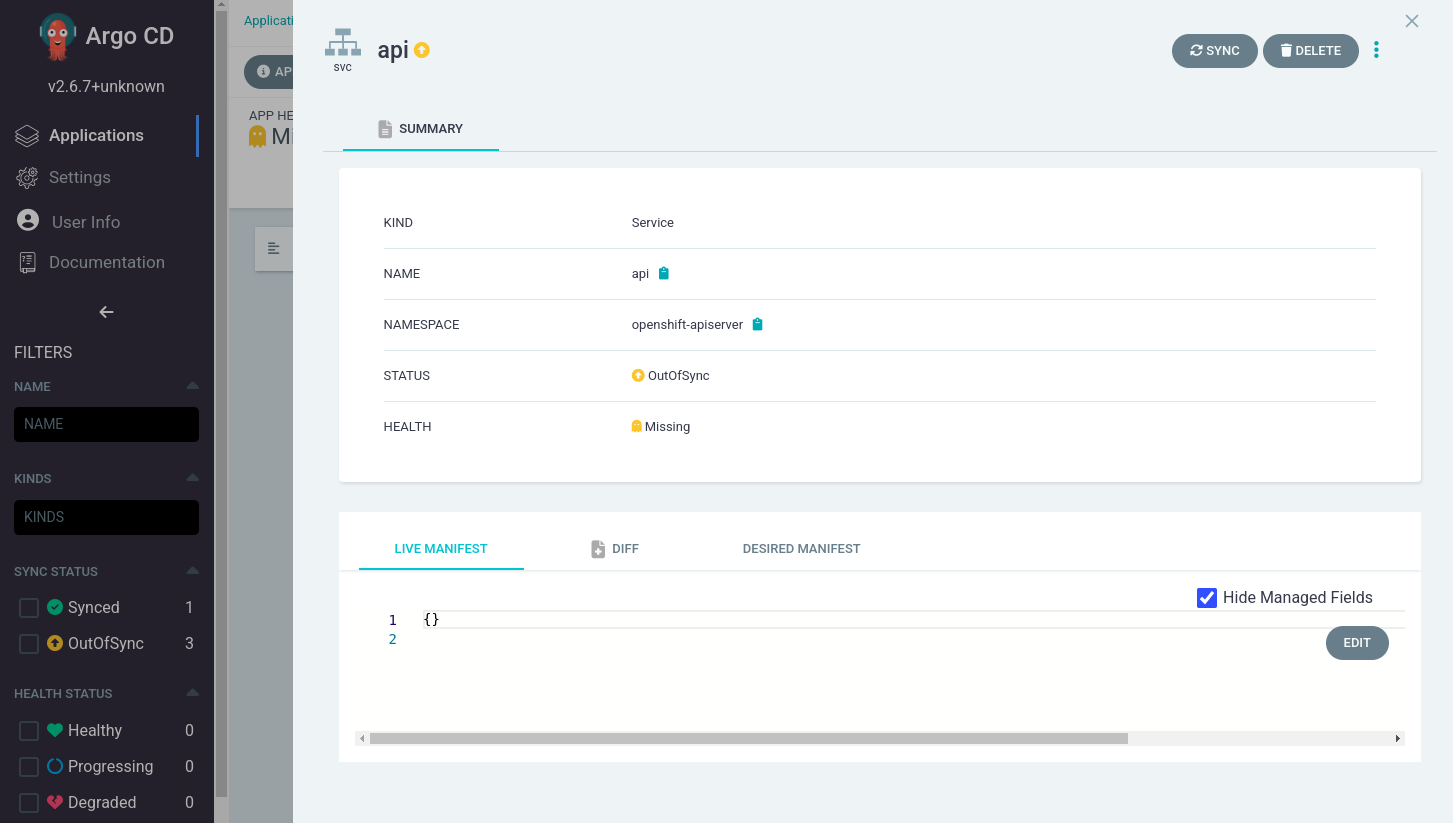 Argo CD
v2.6.7+unknown
Applications
Settings
User Info
Documentation
FILTERS
NAME
NAME
KINDS
KINDS
SYNC STATUS
Synced 1
OutOfSync 3
HEALTH STATUS
Healthy 0
Progressing 0
Degraded 0
Applicati
AP
APP HE
Mi
svc
api
SYNC
DELETE
SUMMARY
KIND Service
NAME api
NAMESPACE openshift-apiserver
STATUS OutOfSync
HEALTH Missing
LIVE MANIFEST DIFF DESIRED MANIFEST
Hide Managed Fields
1 {}
2
EDIT